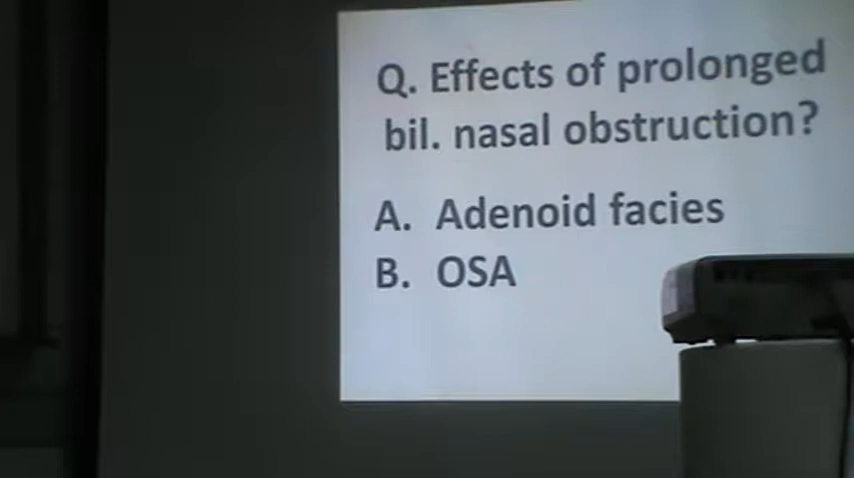 Q. Effects of prolonged
bil. nasal obstruction?
A. Adenoid facies
B. OSA